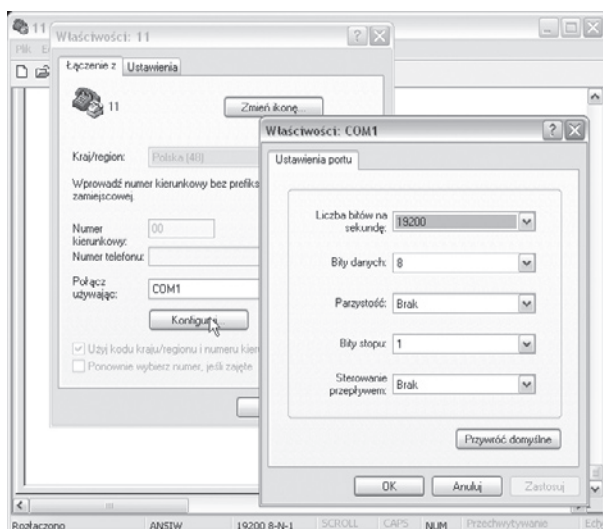 11
Plik
Właściwości: 11
Łączenie z
Ustawienia
11
Zmień ikonę...
Kraj/region:
Polska (48)
Wprowadź numer kierunkowy bez prefiks
zamiejscowej.
Numer
kierunkowy:
00
Numer telefonu:
Połącz
używając:
COM1
Konfiguruj...
Użyj kodu kraju/regionu i numeru kier
Ponownie wybierz numer, jeśli zajęte
Właściwości: COM1
Ustawienia portu
Liczba bitów na
sekundę:
19200
Bity danych:
8
Parzystość:
Brak
Bity stopu:
1
Sterowanie
przepływem:
Brak
Przywróć domyślne
OK
Anuluj
Zastosuj
Rozłączono
ANSIW
19200 8-N-1
SCROLL
CAPS
NUM
Przechwytywanie